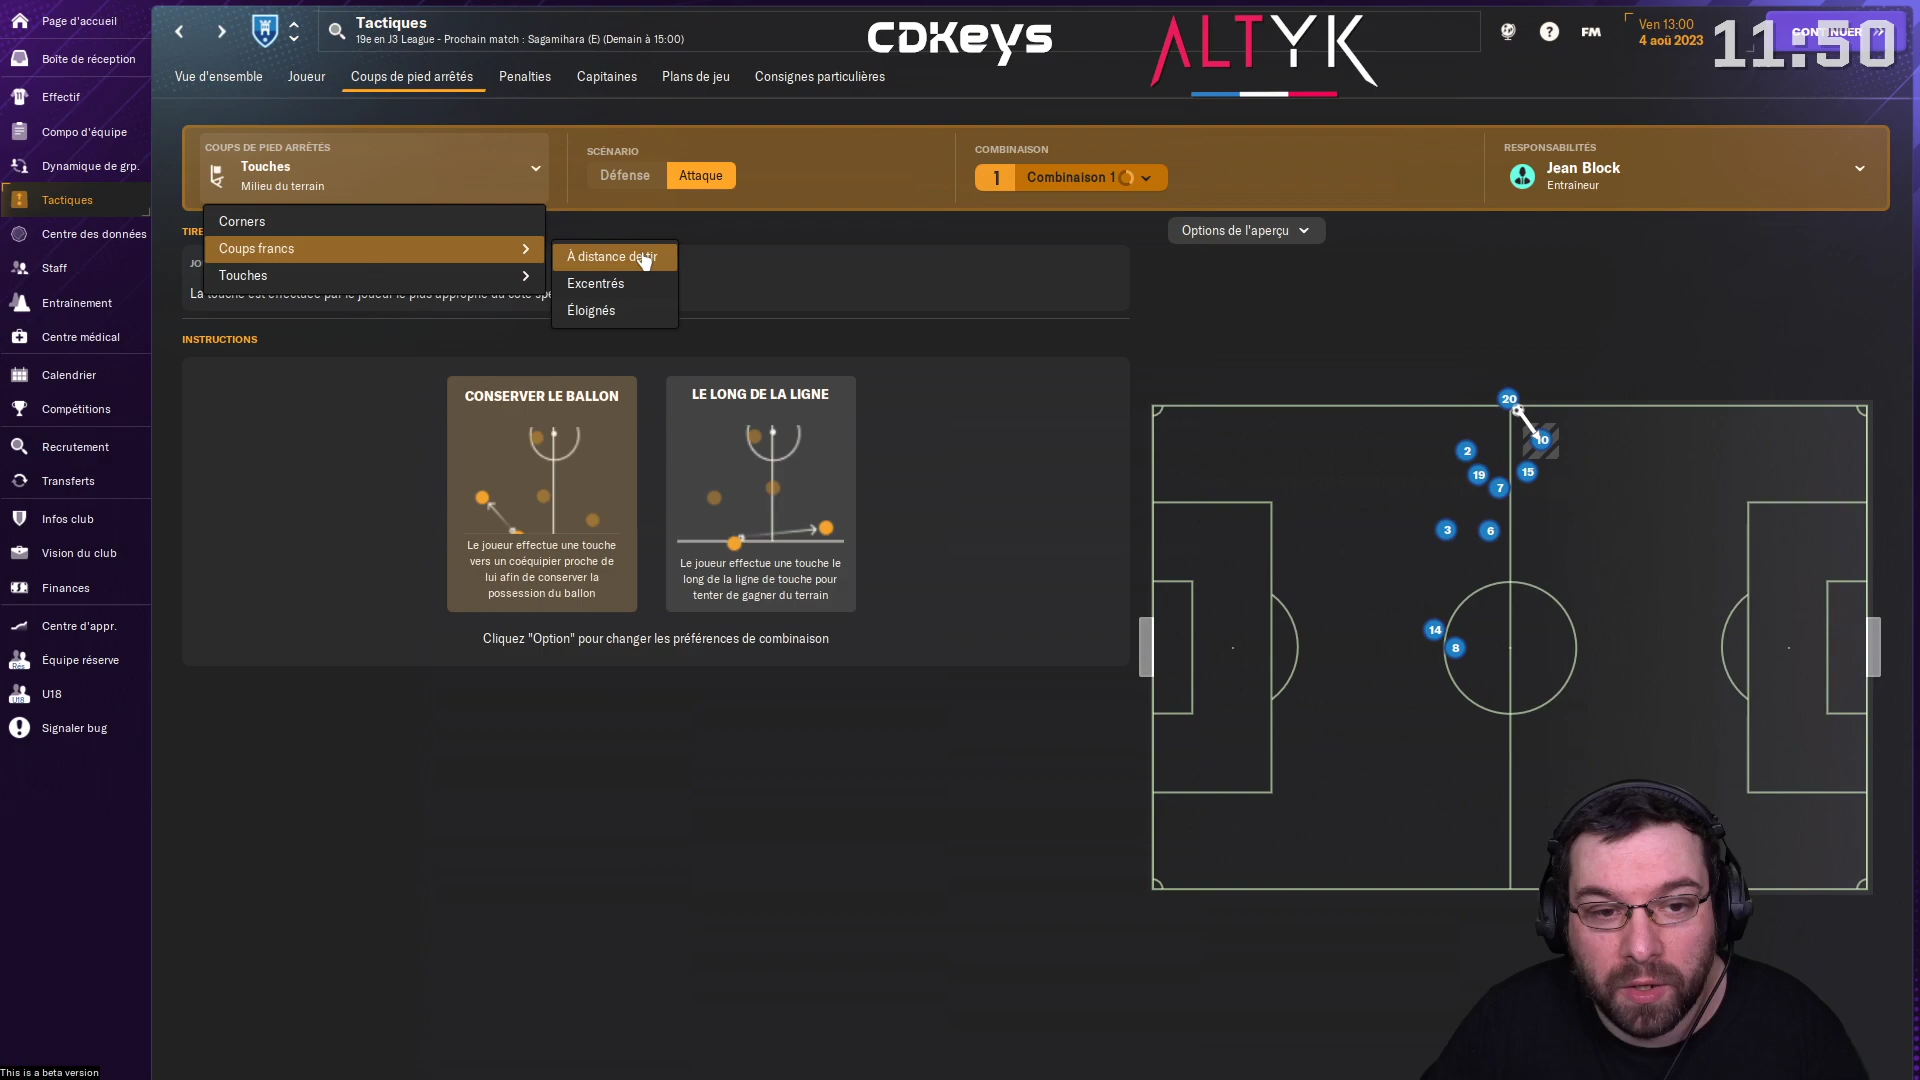 Page d'accueil
Boîte de réception
Effectif
Compo d'équipe
Dynamique de grp.
Tactiques
Centre des données
Staff
Entraînement
Centre médical
Calendrier
Compétitions
Recrutement
Transferts
Infos club
Vision du club
Finances
Centre d'appr.
Équipe réserve
U18
Signaler bug
This is a beta version
Tactiques
19e en J3 League - Prochain match : Sagamihara (E) (Demain à 15:00)
CDKeys
ALTYK
FM
Ven 13:00
4 aoû 2023
CONTINUER
11:50
Vue d'ensemble
Joueur
Coups de pied arrêtés
Penalties
Capitaines
Plans de jeu
Consignes particulières
COUPS DE PIED ARRÊTÉS
Touches
Milieu du terrain
SCÉNARIO
Défense
Attaque
COMBINAISON
1
Combinaison 1
RESPONSABILITÉS
Jean Block
Entraîneur
Corners
Coups francs
Touches
À distance de tir
Excentrés
Éloignés
Options de l'aperçu
INSTRUCTIONS
CONSERVER LE BALLON
Le joueur effectue une touche
vers un coéquipier proche de
lui afin de conserver la
possession du ballon
LE LONG DE LA LIGNE
Le joueur effectue une touche le
long de la ligne de touche pour
tenter de gagner du terrain
Cliquez "Option" pour changer les préférences de combinaison
20
10
2
19
15
7
3
6
14
8